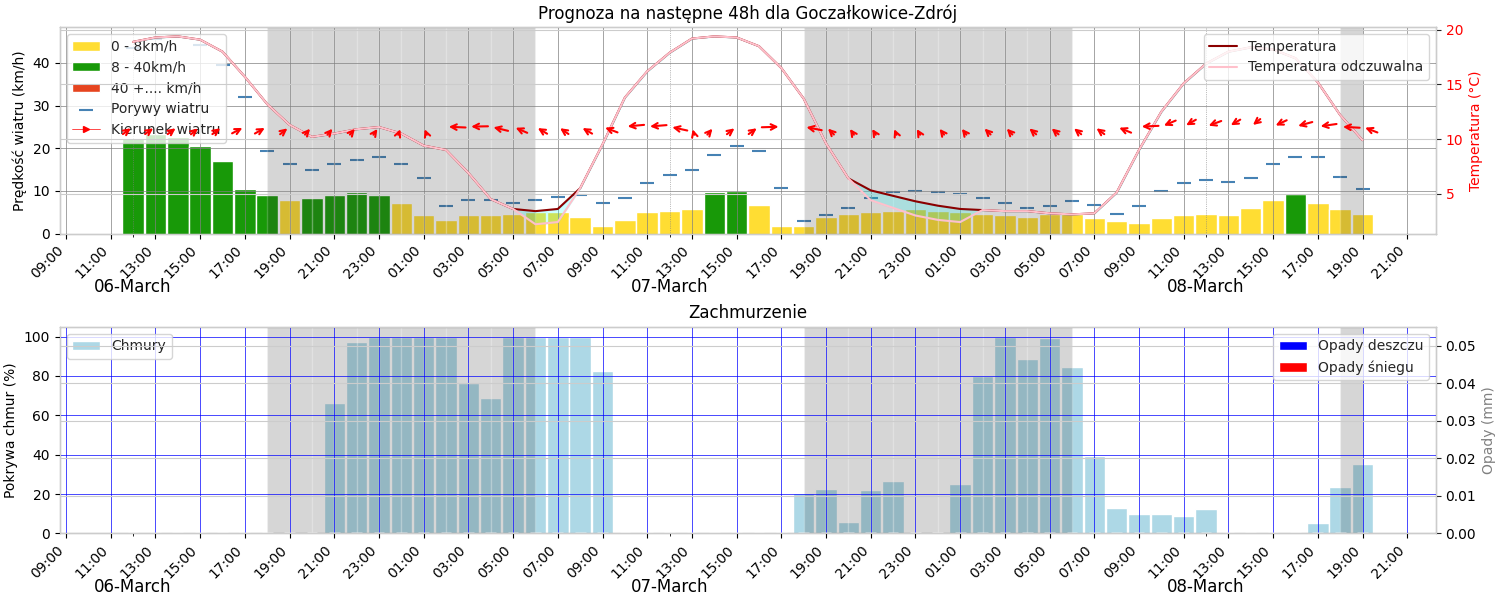 Prognoza na następne 48h dla Goczałkowice-Zdrój
Prędkość wiatru (km/h)
0 10 20 30 40
0 - 8km/h
8 - 40km/h
40 +.... km/h
Porywy wiatru
Kierunek wiatru
Temperatura
Temperatura odczuwalna
5 10 15 20
Temperatura (°C)
09:00 11:00 13:00 15:00 17:00 19:00 21:00 23:00 01:00 03:00 05:00 07:00 09:00 11:00 13:00 15:00 17:00 19:00 21:00 23:00 01:00 03:00 05:00 07:00 09:00 11:00 13:00 15:00 17:00 19:00 21:00
06-March 07-March 08-March
Zachmurzenie
Pokrywa chmur (%)
0 20 40 60 80 100
Chmury
Opady deszczu
Opady śniegu
0.00 0.01 0.02 0.03 0.04 0.05
Opady (mm)
09:00 11:00 13:00 15:00 17:00 19:00 21:00 23:00 01:00 03:00 05:00 07:00 09:00 11:00 13:00 15:00 17:00 19:00 21:00 23:00 01:00 03:00 05:00 07:00 09:00 11:00 13:00 15:00 17:00 19:00 21:00
06-March 07-March 08-March